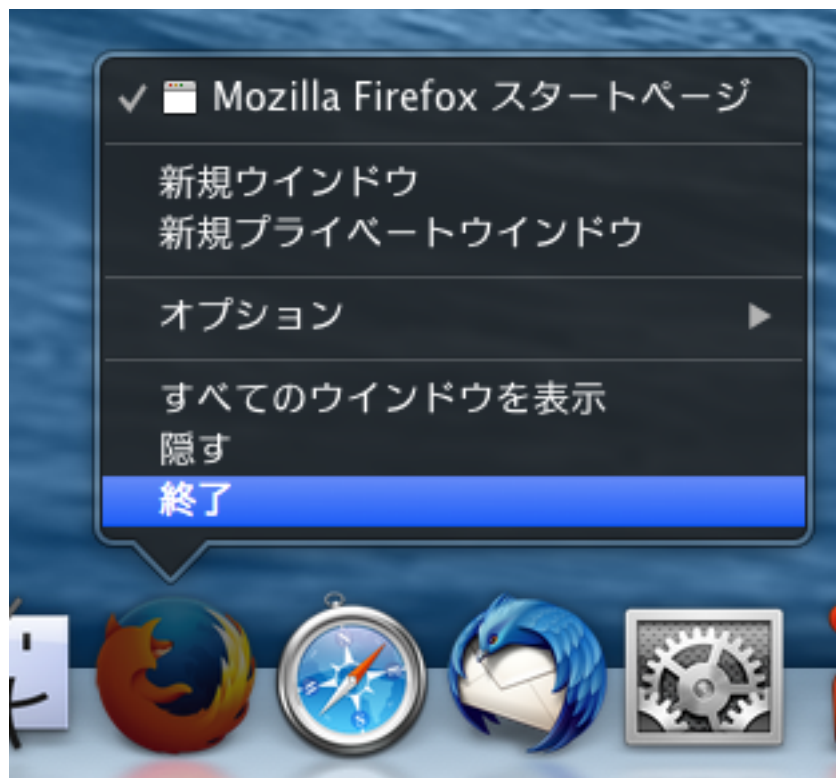 Mozilla Firefox スタートページ
新規ウインドウ
新規プライベートウインドウ
オプション
すべてのウインドウを表示
隠す
終了